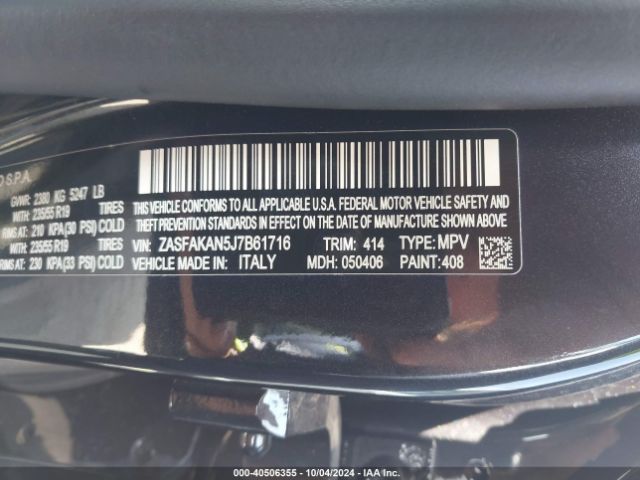 O S.P.A.
GVWR: 2380 KG 5247 LB
WITH: 235/55 R19 TIRES
RIMS AT: 210 KPA(30 PSI) COLD
WITH: 235/55 R19 TIRES
RIMS AT: 230 KPA(33 PSI) COLD
THIS VEHICLE CONFORMS TO ALL APPLICABLE U.S.A. FEDERAL MOTOR VEHICLE SAFETY AND
THEFT PREVENTION STANDARDS IN EFFECT ON THE DATE OF MANUFACTURE SHOWN ABOVE.
VIN: ZASFAKAN5J7B61716 TRIM: 414 TYPE: MPV
VEHICLE MADE IN: ITALY MDH: 050406 PAINT: 408
000-40506355 - 10/04/2024 - IAA Inc.